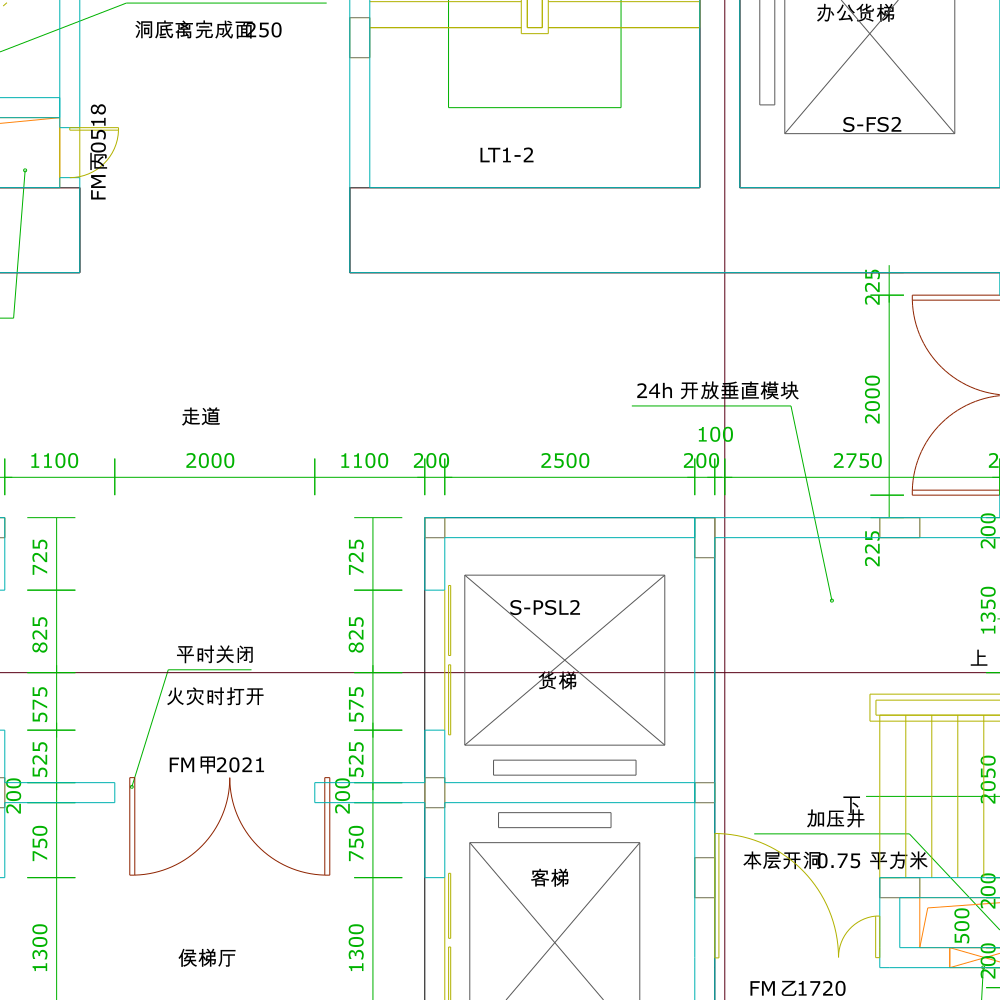 办公货梯
洞底离完成面250
S-FS2
FM丙0518
LT1-2
225
24h 开放垂直模块
2000
走道
100
1100
2000
1100
200
2500
200
2750
725
725
225
200
825
S-PSL2
825
1350
平时关闭
上
575
火灾时打开
575
货梯
525
FM甲2021
525
2050
200
200
下
加压井
750
750
本层开洞0.75 平方米
客梯
200
500
1300
侯梯厅
1300
200
FM乙1720